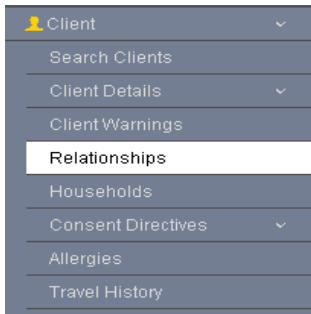 Client
Search Clients
Client Details
Client Warnings
Relationships
Households
Consent Directives
Allergies
Travel History